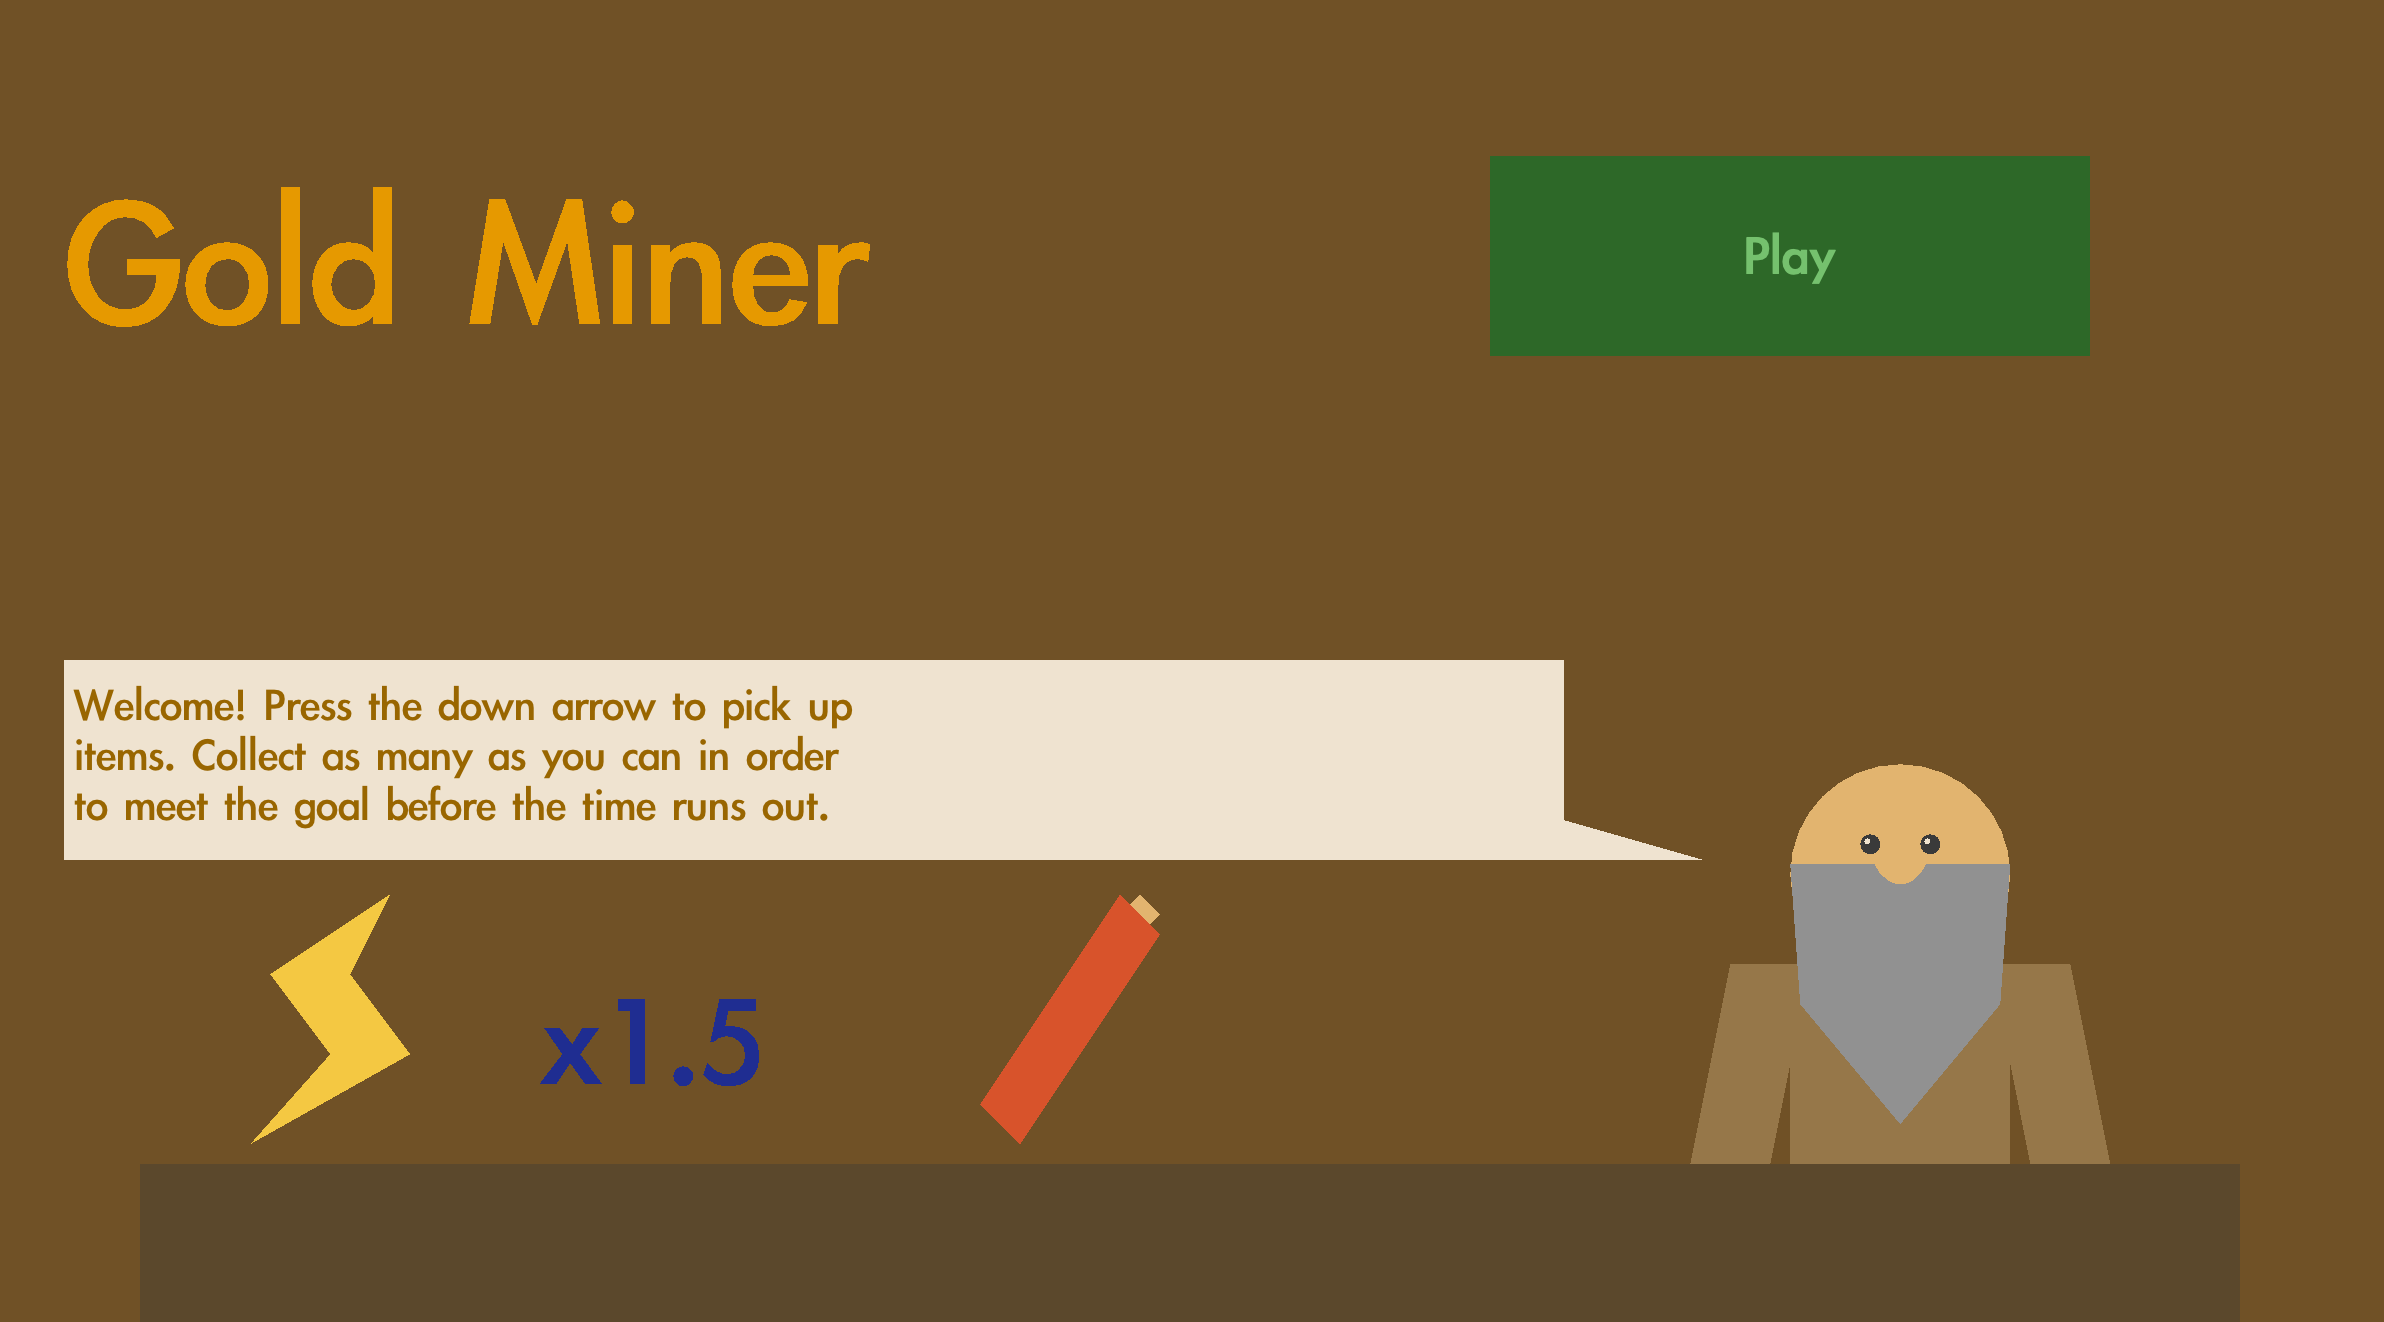 Gold Miner
Play
Welcome! Press the down arrow to pick up
items. Collect as many as you can in order
to meet the goal before the time runs out.
x1.5